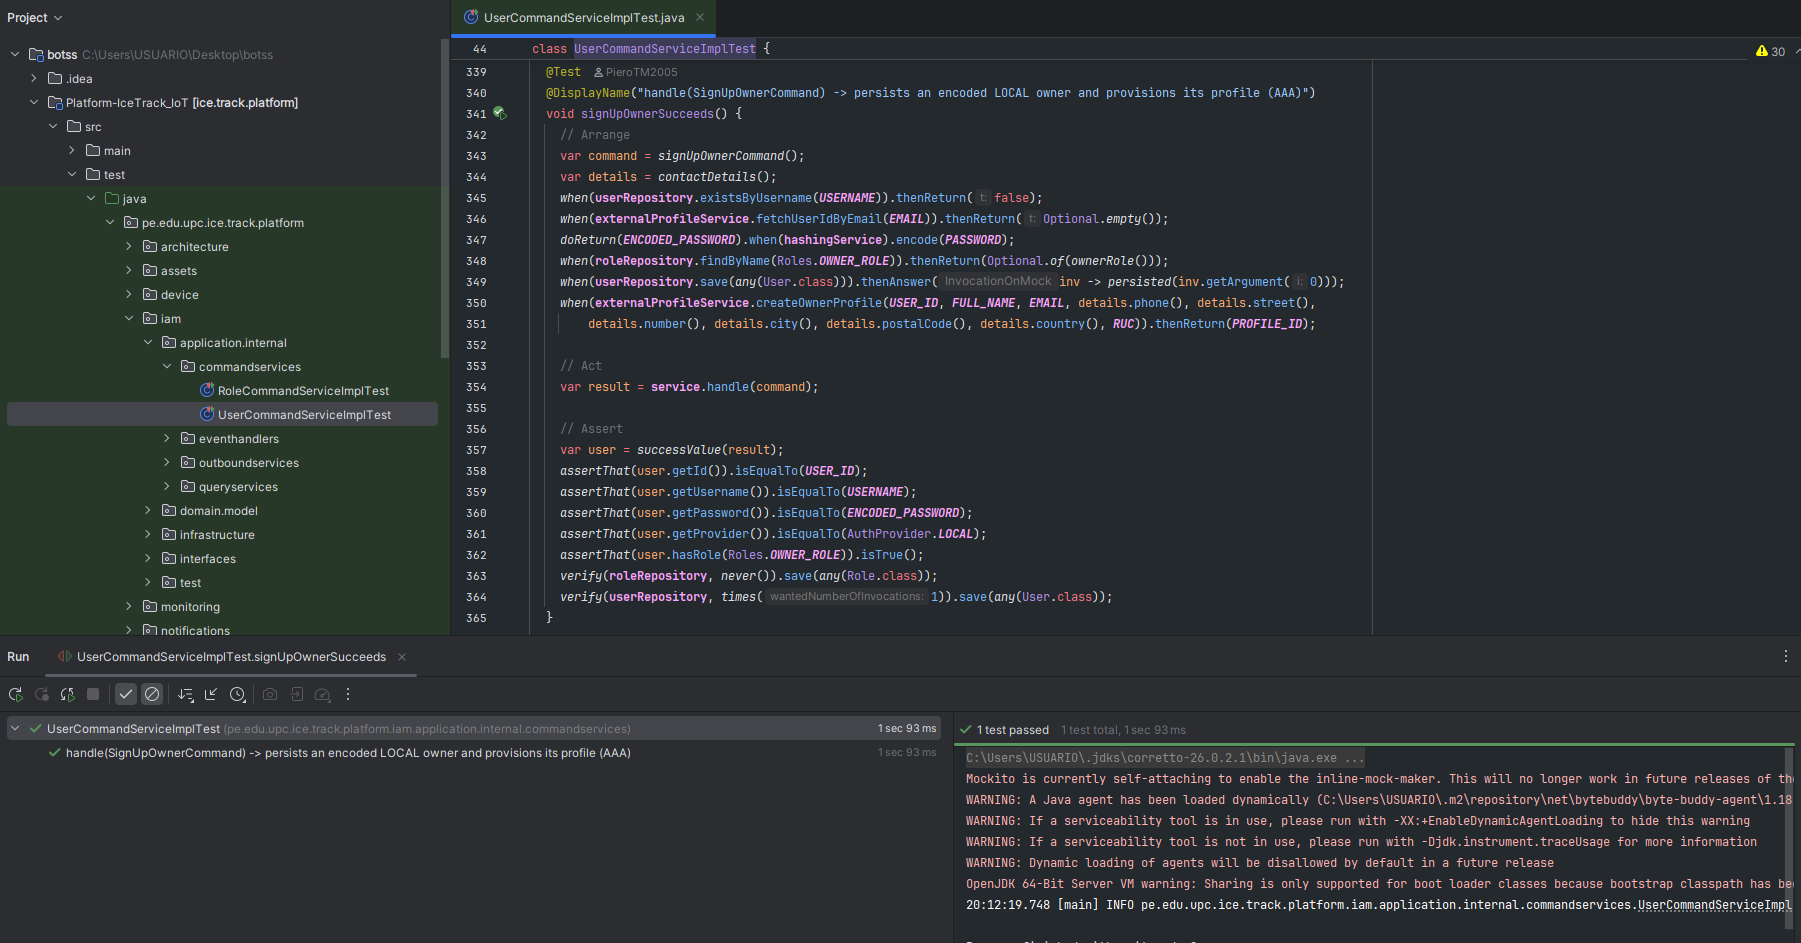 Project
botss C:\Users\USUARIO\Desktop\botss
.idea
Platform-IceTrack_IoT [ice.track.platform]
src
main
test
java
pe.edu.upc.ice.track.platform
architecture
assets
device
iam
application.internal
commandservices
RoleCommandServiceImplTest
UserCommandServiceImplTest
eventhandlers
outboundservices
queryservices
domain.model
infrastructure
interfaces
test
monitoring
notifications
UserCommandServiceImplTest.java
30
44 class UserCommandServiceImplTest {
339 @Test PieroTM2005
340 @DisplayName("handle(SignUpOwnerCommand) -> persists an encoded LOCAL owner and provisions its profile (AAA)")
341 void signUpOwnerSucceeds() {
342 // Arrange
343 var command = signUpOwnerCommand();
344 var details = contactDetails();
345 when(userRepository.existsByUsername(USERNAME)).thenReturn( t: false);
346 when(externalProfileService.fetchUserIdByEmail(EMAIL)).thenReturn( t: Optional.empty());
347 doReturn(ENCODED_PASSWORD).when(hashingService).encode(PASSWORD);
348 when(roleRepository.findByName(Roles.OWNER_ROLE)).thenReturn(Optional.of(ownerRole()));
349 when(userRepository.save(any(User.class))).thenAnswer( InvocationOnMock inv -> persisted(inv.getArgument( i: 0)));
350 when(externalProfileService.createOwnerProfile(USER_ID, FULL_NAME, EMAIL, details.phone(), details.street(),
351 details.number(), details.city(), details.postalCode(), details.country(), RUC)).thenReturn(PROFILE_ID);
352
353 // Act
354 var result = service.handle(command);
355
356 // Assert
357 var user = successValue(result);
358 assertThat(user.getId()).isEqualTo(USER_ID);
359 assertThat(user.getUsername()).isEqualTo(USERNAME);
360 assertThat(user.getPassword()).isEqualTo(ENCODED_PASSWORD);
361 assertThat(user.getProvider()).isEqualTo(AuthProvider.LOCAL);
362 assertThat(user.hasRole(Roles.OWNER_ROLE)).isTrue();
363 verify(roleRepository, never()).save(any(Role.class));
364 verify(userRepository, times( wantedNumberOfInvocations: 1)).save(any(User.class));
365 }
Run UserCommandServiceImplTest.signUpOwnerSucceeds
UserCommandServiceImplTest (pe.edu.upc.ice.track.platform.iam.application.internal.commandservices) 1 sec 93 ms
handle(SignUpOwnerCommand) -> persists an encoded LOCAL owner and provisions its profile (AAA) 1 sec 93 ms
1 test passed 1 test total, 1 sec 93 ms
C:\Users\USUARIO\.jdks\corretto-26.0.2.1\bin\java.exe ...
Mockito is currently self-attaching to enable the inline-mock-maker. This will no longer work in future releases of th
WARNING: A Java agent has been loaded dynamically (C:\Users\USUARIO\.m2\repository\net\bytebuddy\byte-buddy-agent\1.18
WARNING: If a serviceability tool is in use, please run with -XX:+EnableDynamicAgentLoading to hide this warning
WARNING: If a serviceability tool is not in use, please run with -Djdk.instrument.traceUsage for more information
WARNING: Dynamic loading of agents will be disallowed by default in a future release
OpenJDK 64-Bit Server VM warning: Sharing is only supported for boot loader classes because bootstrap classpath has be
20:12:19.748 [main] INFO pe.edu.upc.ice.track.platform.iam.application.internal.commandservices.UserCommandServiceImpl